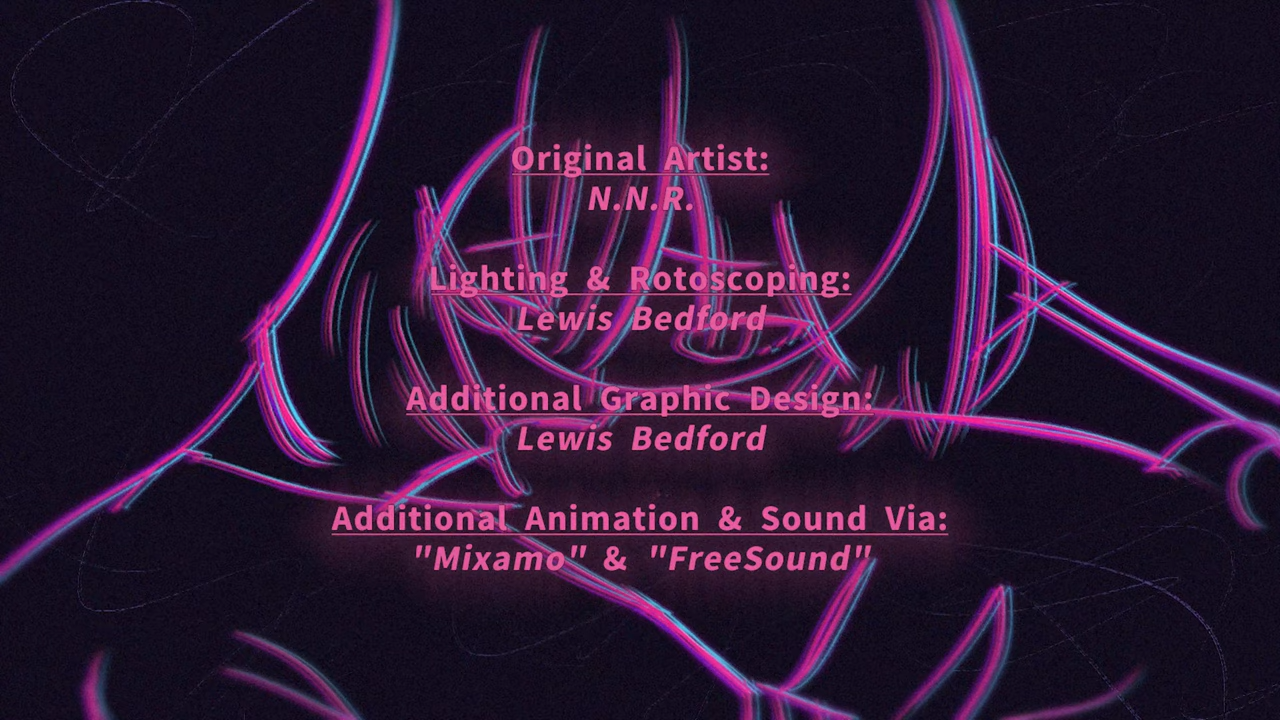 Original Artist:
N.N.R.
Lighting & Rotoscoping:
Lewis Bedford
Additional Graphic Design:
Lewis Bedford
Additional Animation & Sound Via:
"Mixamo" & "FreeSound"